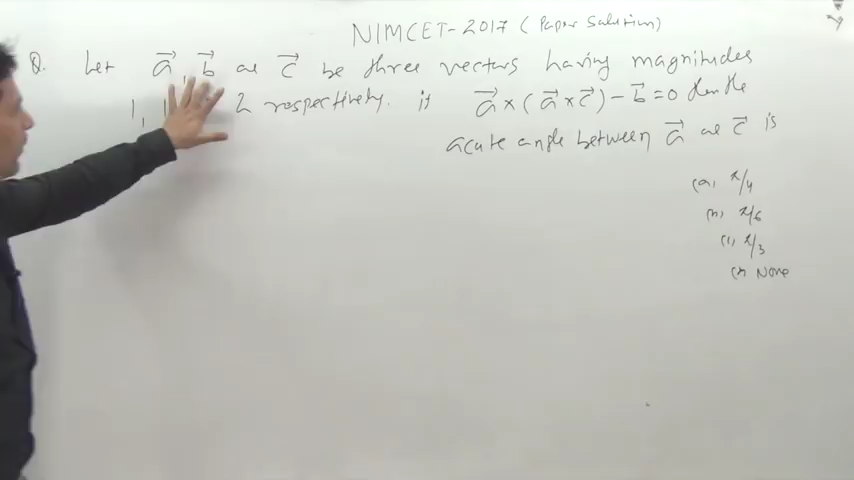 NIMCET-2017 (Paper Solution)
Q. Let a⃗, b⃗ and c⃗ be three vectors having magnitudes
1, 1 2 respectively. if a⃗ × (a⃗ × c⃗) - b⃗ = 0 then the
acute angle between a⃗ and c⃗ is
(a) π/4
(b) π/6
(c) π/3
(d) None